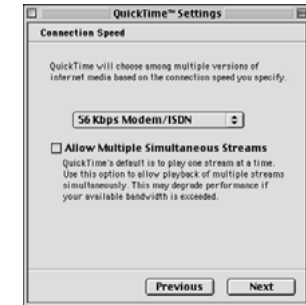 QuickTime™ Settings
Connection Speed
QuickTime will choose among multiple versions of
internet media based on the connection speed you specify.
56 Kbps Modem/ISDN
Allow Multiple Simultaneous Streams
QuickTime's default is to play one stream at a time.
Use this option to allow playback of multiple streams
simultaneously. This may degrade performance if
your available bandwidth is exceeded.
Previous Next